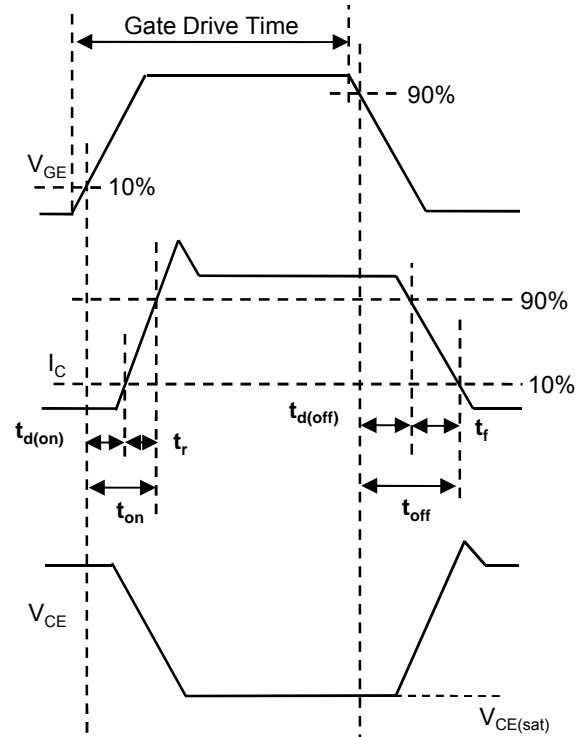 Gate Drive Time
90%
V_GE
10%
90%
I_C
10%
t_d(on)
t_r
t_d(off)
t_f
t_on
t_off
V_CE
V_CE(sat)